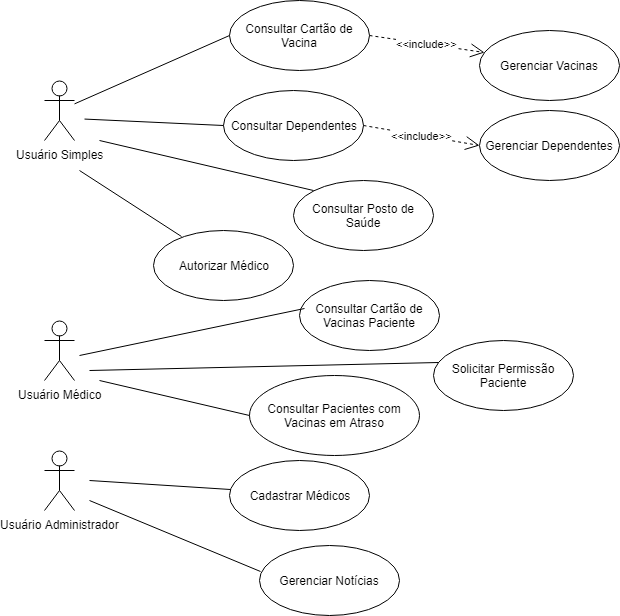 Consultar Cartão de
Vacina
<<include>>
Gerenciar Vacinas
Consultar Dependentes
<<include>>
Gerenciar Dependentes
Usuário Simples
Consultar Posto de
Saúde
Autorizar Médico
Consultar Cartão de
Vacinas Paciente
Solicitar Permissão
Paciente
Usuário Médico
Consultar Pacientes com
Vacinas em Atraso
Cadastrar Médicos
Usuário Administrador
Gerenciar Notícias